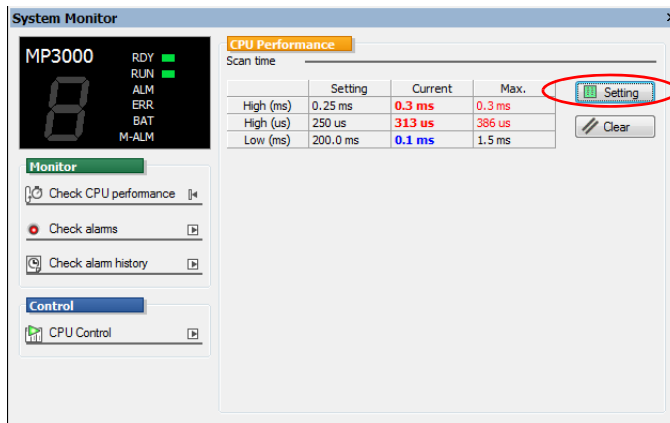 System Monitor
MP3000
RDY
RUN
ALM
ERR
BAT
M-ALM
Monitor
Check CPU performance
Check alarms
Check alarm history
Control
CPU Control
CPU Performance
Scan time
Setting Current Max.
High (ms) 0.25 ms 0.3 ms 0.3 ms
High (us) 250 us 313 us 386 us
Low (ms) 200.0 ms 0.1 ms 1.5 ms
Setting
Clear